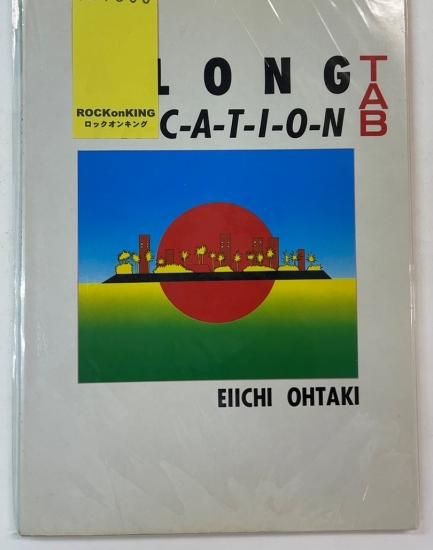 LONG
C-A-T-I-O-N
TAB
ROCKonKING
ロックオンキング
EIICHI OHTAKI